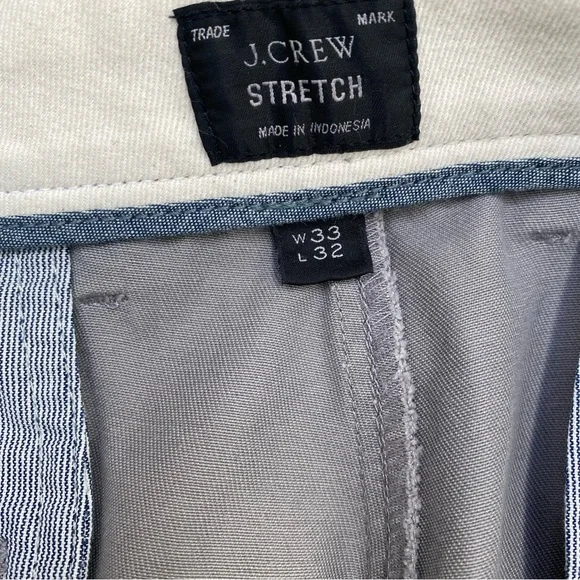 TRADE MARK
J.CREW
STRETCH
MADE IN INDONESIA
W 33
L 32